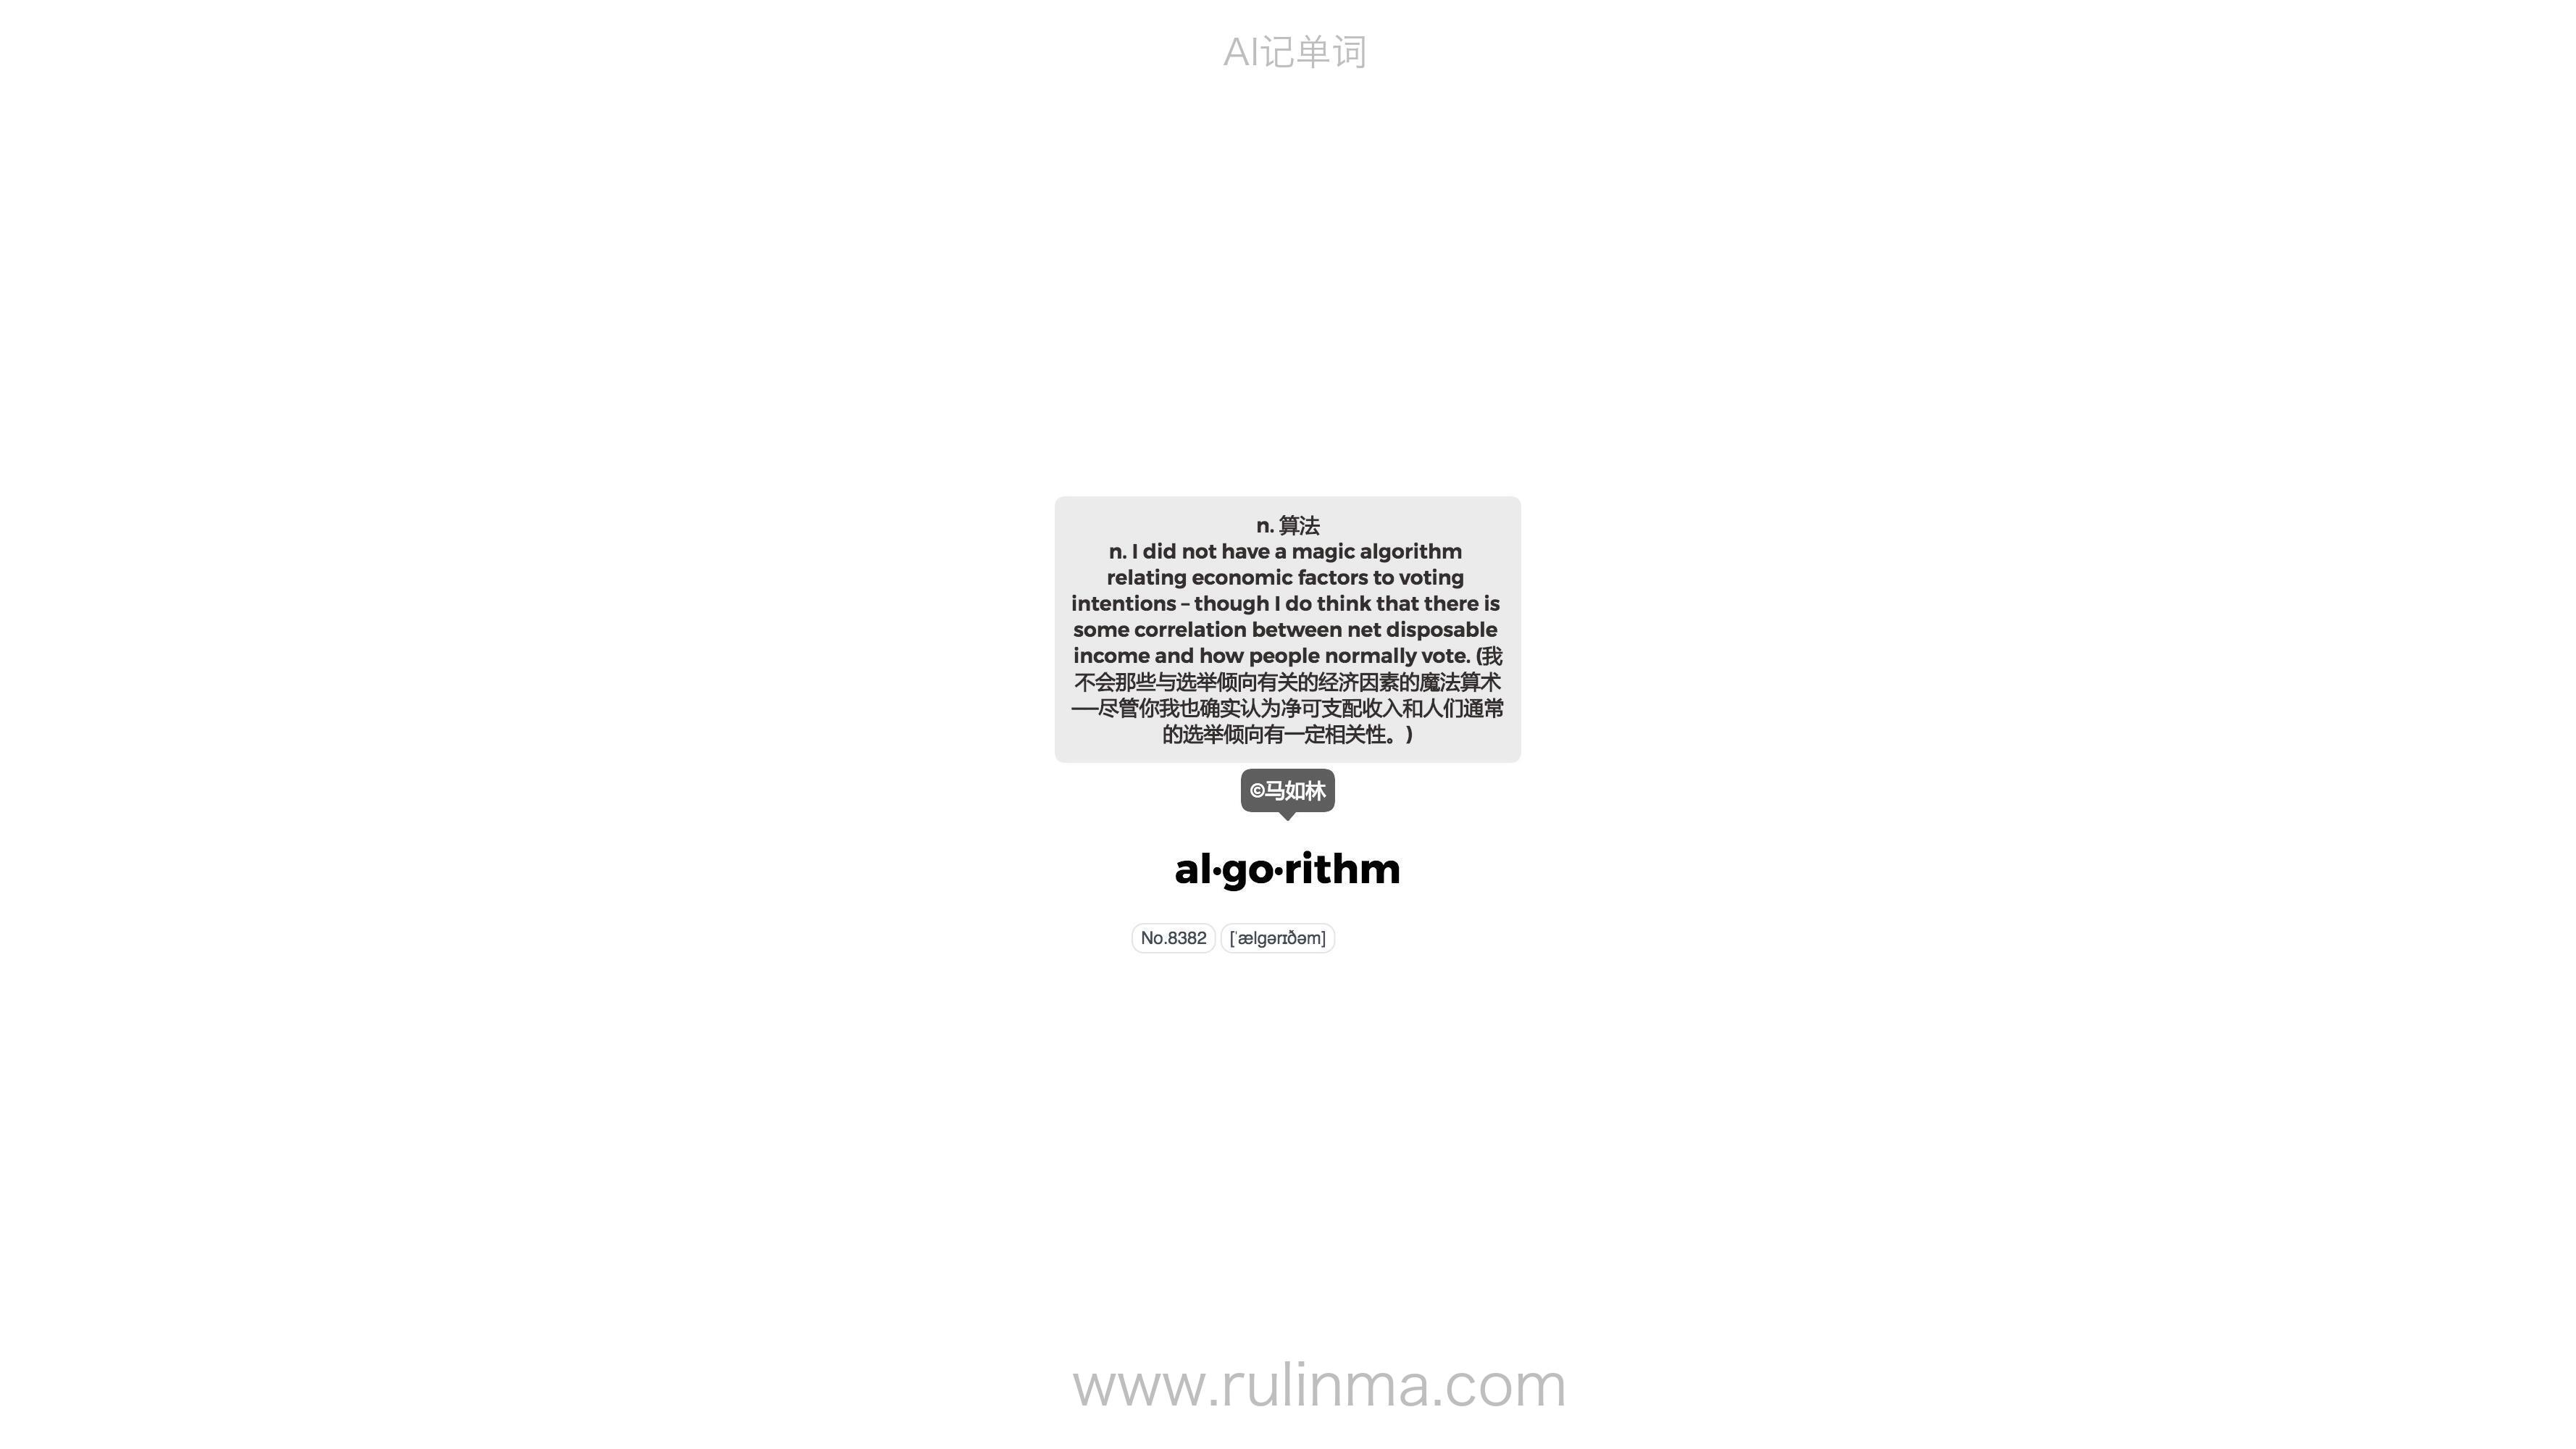 AI记单词
n. 算法
n. I did not have a magic algorithm
relating economic factors to voting
intentions – though I do think that there is
some correlation between net disposable
income and how people normally vote. (我
不会那些与选举倾向有关的经济因素的魔法算术
——尽管你我也确实认为净可支配收入和人们通常
的选举倾向有一定相关性。)
©马如林
al·go·rithm
No.8382 [ˈælɡərɪðəm]
www.rulinma.com